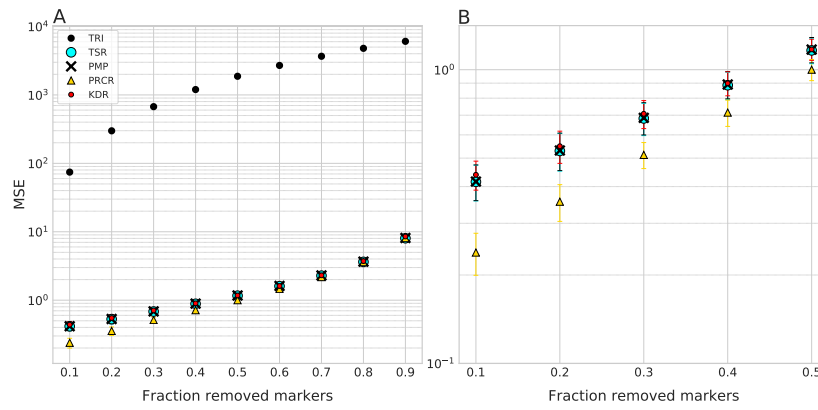 A
B
10^4
10^3
10^2
10^1
10^0
MSE
TRI
TSR
PMP
PRCR
KDR
0.1 0.2 0.3 0.4 0.5 0.6 0.7 0.8 0.9
Fraction removed markers
10^0
10^−1
0.1 0.2 0.3 0.4 0.5
Fraction removed markers